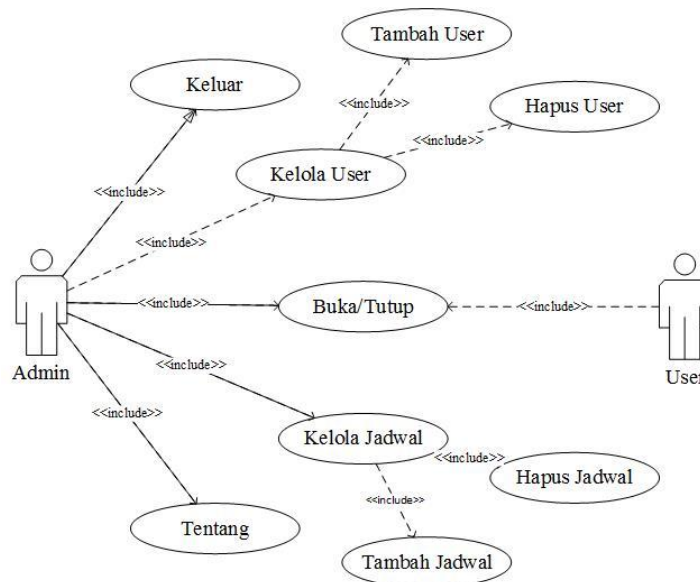 Tambah User
Keluar
<<include>>
Hapus User
<<include>>
<<include>>
Kelola User
<<include>>
<<include>>
Buka/Tutup
<<include>>
<<include>>
Admin
User
<<include>>
<<include>>
Kelola Jadwal
<<include>>
Hapus Jadwal
<<include>>
Tentang
Tambah Jadwal